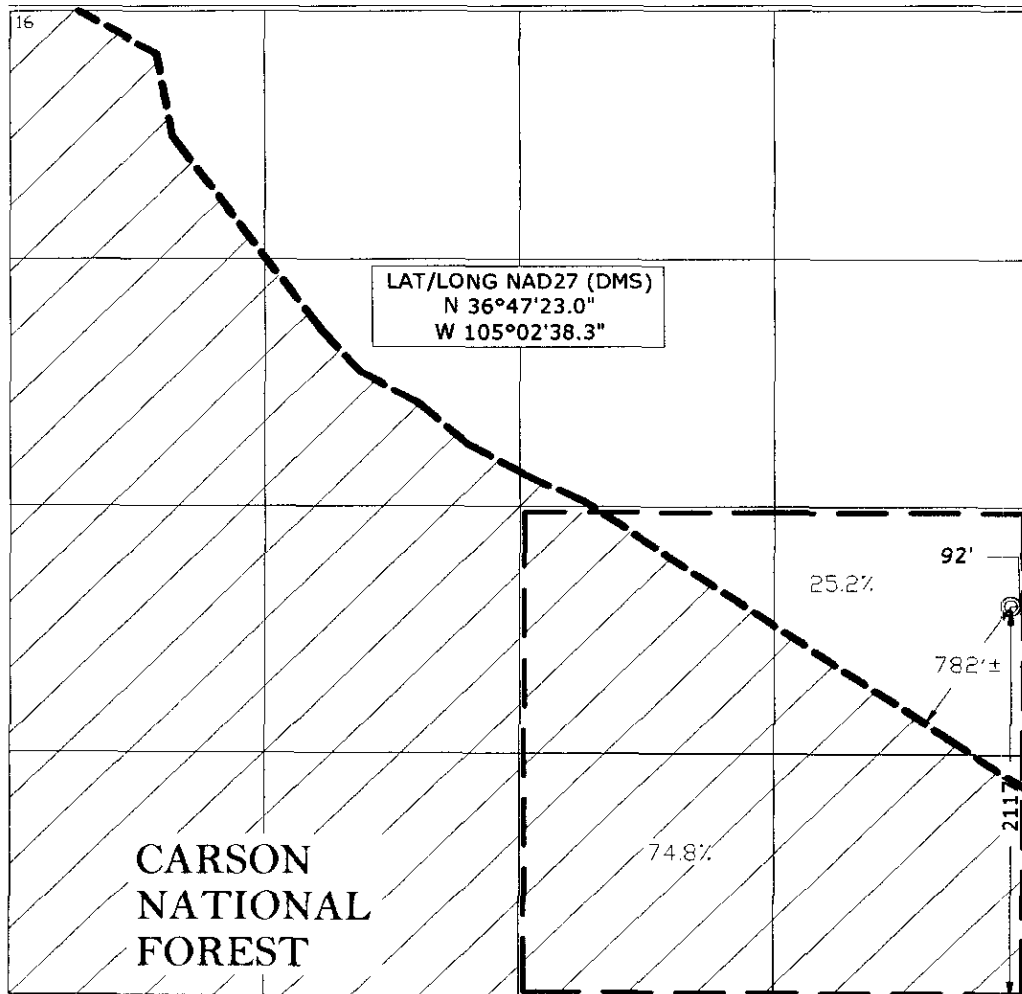 16
LAT/LONG NAD27 (DMS)
N 36°47'23.0"
W 105°02'38.3"
92'
25.2%
782'±
2117'
74.8%
CARSON
NATIONAL
FOREST